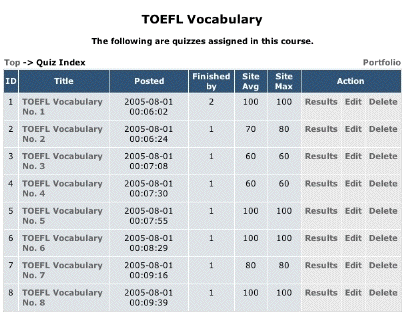 TOEFL Vocabulary
The following are quizzes assigned in this course.
Top -> Quiz Index Portfolio
ID Title Posted Finished by Site Avg Site Max Action
1 TOEFL Vocabulary No. 1 2005-08-01 00:06:02 2 100 100 Results Edit Delete
2 TOEFL Vocabulary No. 2 2005-08-01 00:06:24 1 70 80 Results Edit Delete
3 TOEFL Vocabulary No. 3 2005-08-01 00:07:08 1 60 60 Results Edit Delete
4 TOEFL Vocabulary No. 4 2005-08-01 00:07:30 1 60 60 Results Edit Delete
5 TOEFL Vocabulary No. 5 2005-08-01 00:07:55 1 100 100 Results Edit Delete
6 TOEFL Vocabulary No. 6 2005-08-01 00:08:29 1 100 100 Results Edit Delete
7 TOEFL Vocabulary No. 7 2005-08-01 00:09:16 1 80 80 Results Edit Delete
8 TOEFL Vocabulary No. 8 2005-08-01 00:09:39 1 100 100 Results Edit Delete